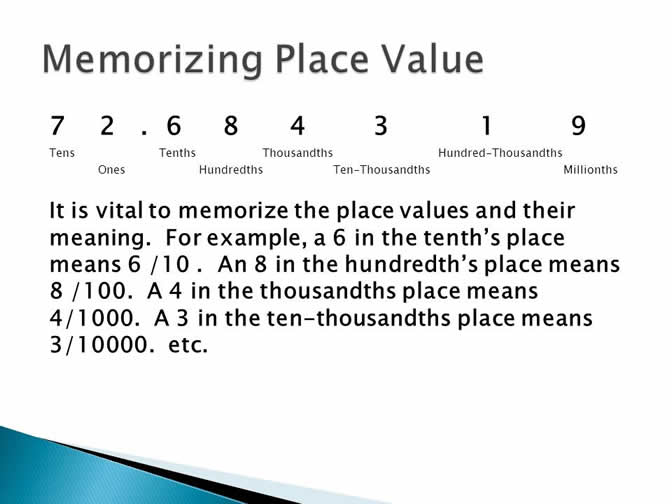 Memorizing Place Value
7 2 . 6 8 4 3 1 9
Tens Tenths Thousandths Hundred-Thousandths
Ones Hundredths Ten-Thousandths Millionths
It is vital to memorize the place values and their
meaning. For example, a 6 in the tenth's place
means 6 /10 . An 8 in the hundredth's place means
8 /100. A 4 in the thousandths place means
4/1000. A 3 in the ten-thousandths place means
3/10000. etc.